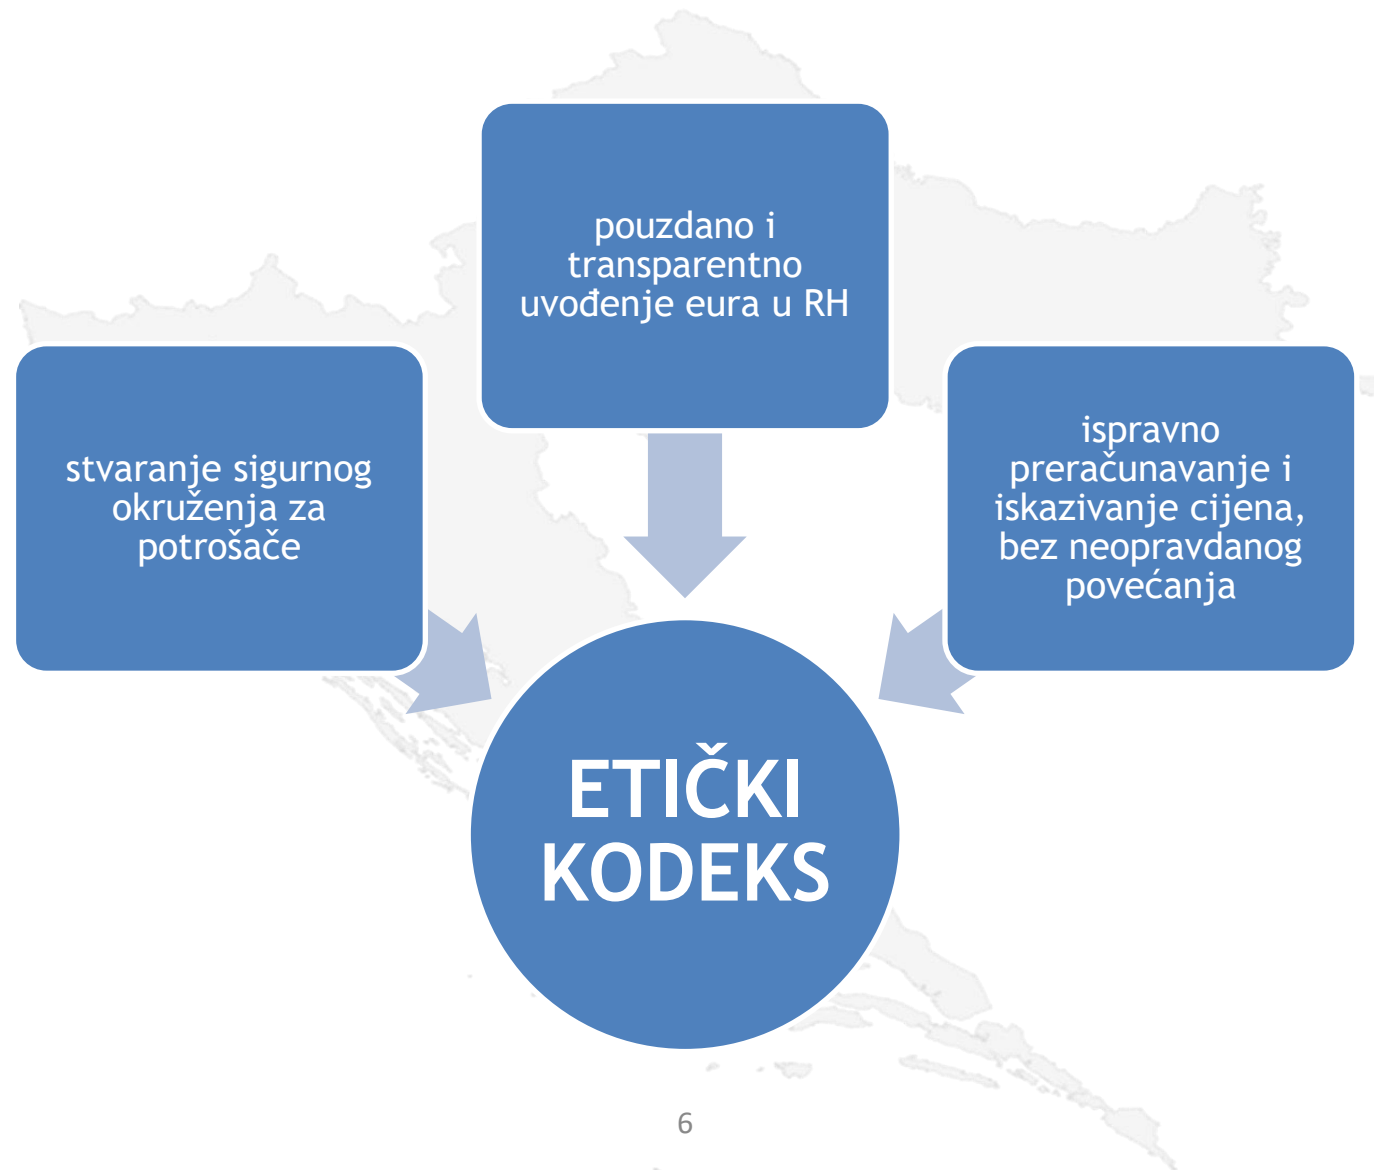 stvaranje sigurnog
okruženja za
potrošače
pouzdano i
transparentno
uvođenje eura u RH
ispravno
preračunavanje i
iskazivanje cijena,
bez neopravdanog
povećanja
ETIČKI
KODEKS
6